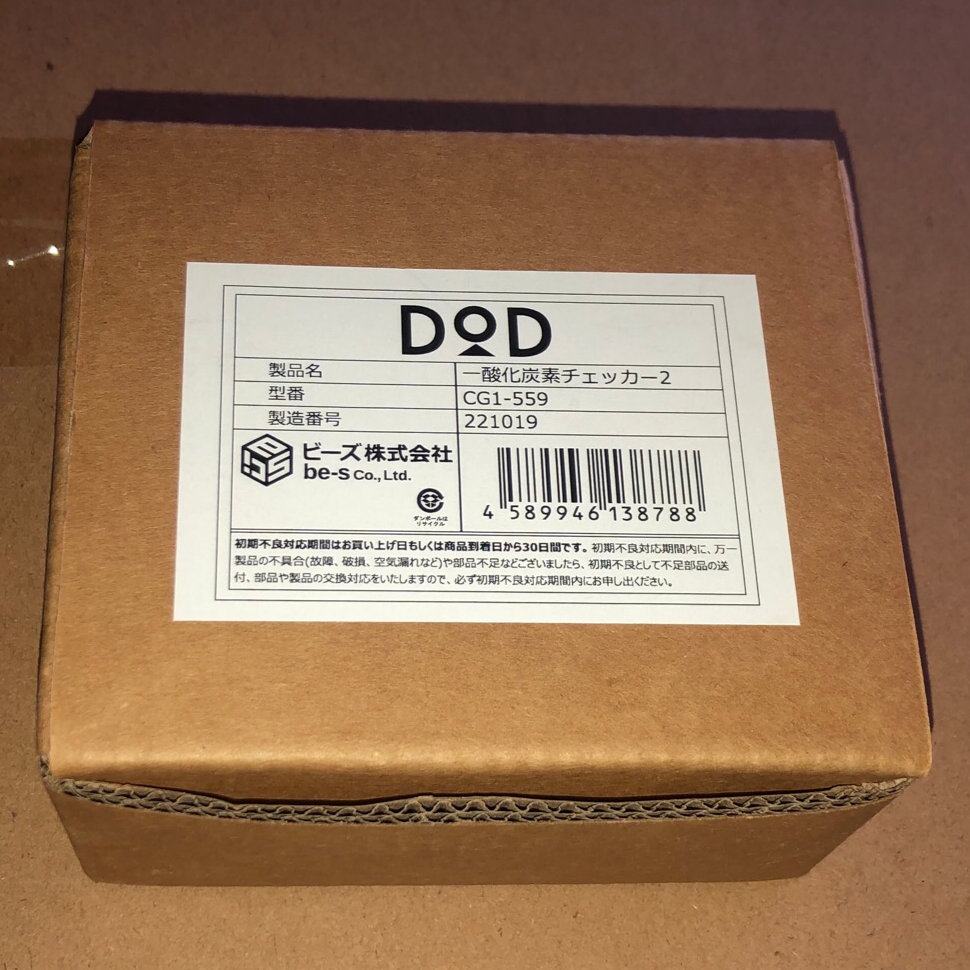 DOD
製品名 一酸化炭素チェッカー2
型番 CG1-559
製造番号 221019
ビーズ株式会社
be-s Co., Ltd.
ダンボールは
リサイクル
4 589946 138788
初期不良対応期間はお買い上げ日もしくは商品到着日から30日間です。初期不良対応期間内に、万一
製品の不具合(故障、破損、空気漏れなど)や部品不足などございましたら、初期不良として不足部品の送
付、部品や製品の交換対応をいたしますので、必ず初期不良対応期間内にお申し出ください。